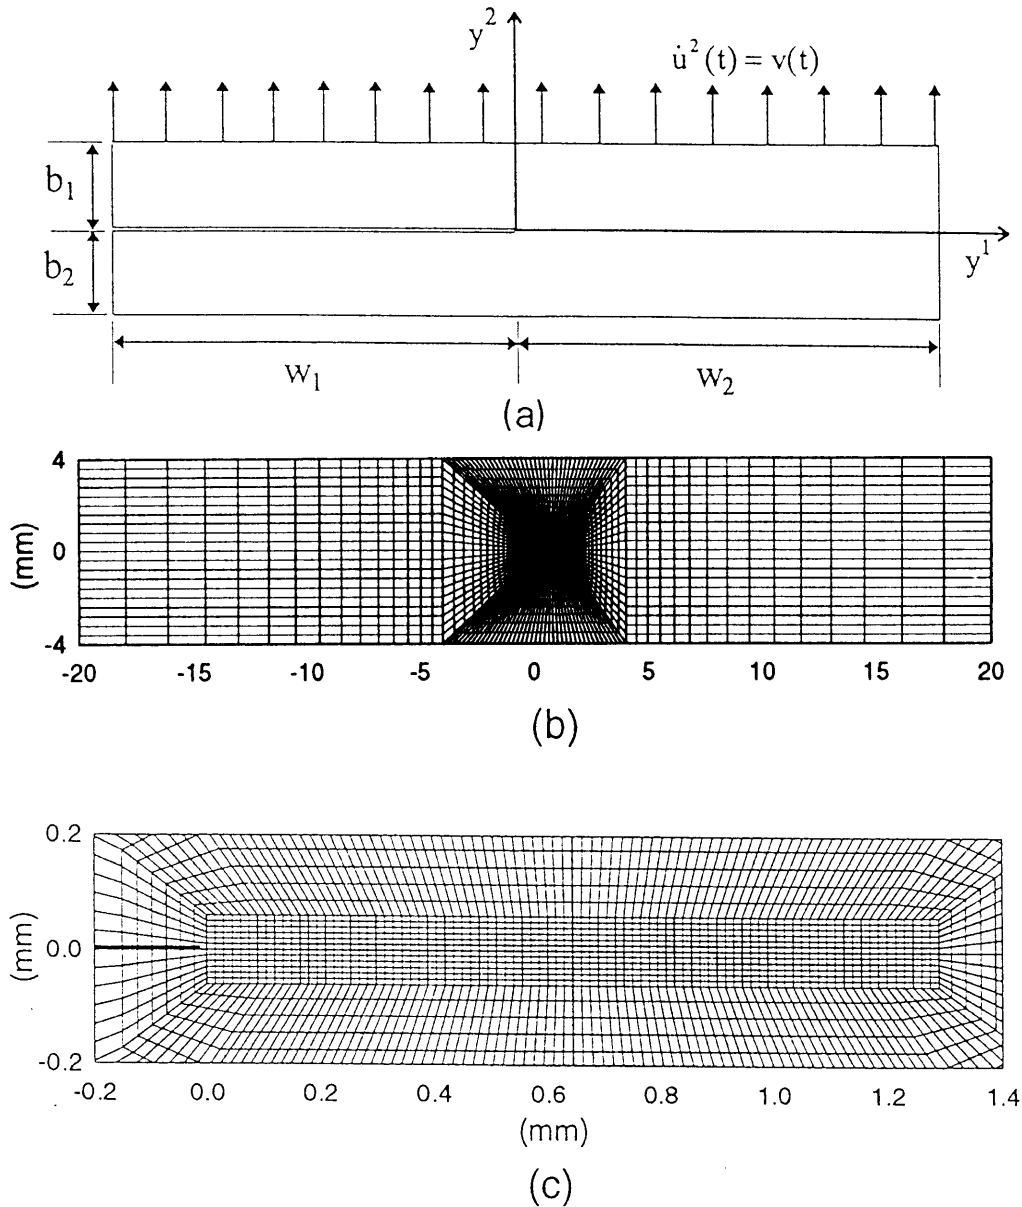 y²
u̇²(t) = v(t)
b₁
b₂
y¹
w₁
w₂
(a)
4
0
-4
(mm)
-20 -15 -10 -5 0 5 10 15 20
(b)
0.2
0.0
-0.2
(mm)
-0.2 0.0 0.2 0.4 0.6 0.8 1.0 1.2 1.4
(mm)
(c)